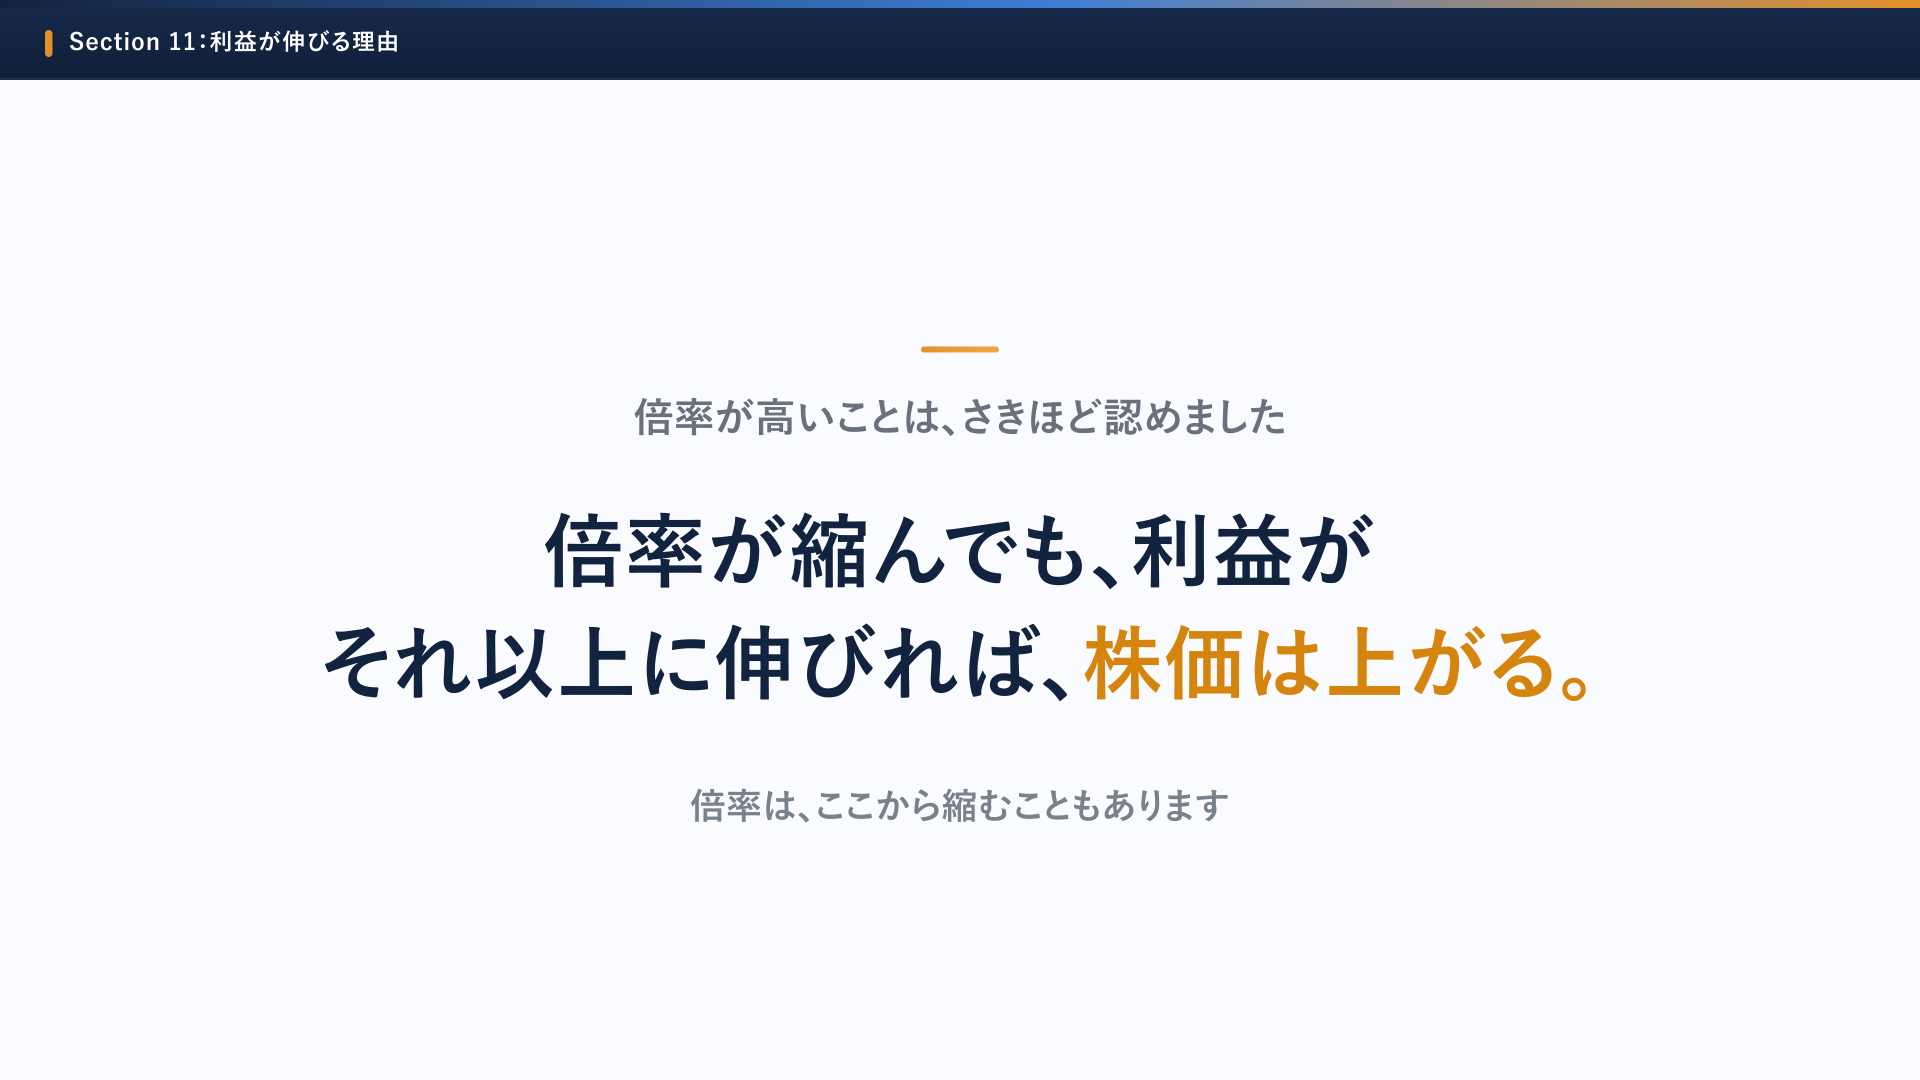 Section 11：利益が伸びる理由
倍率が高いことは、さきほど認めました
倍率が縮んでも、利益が
それ以上に伸びれば、株価は上がる。
倍率は、ここから縮むこともあります